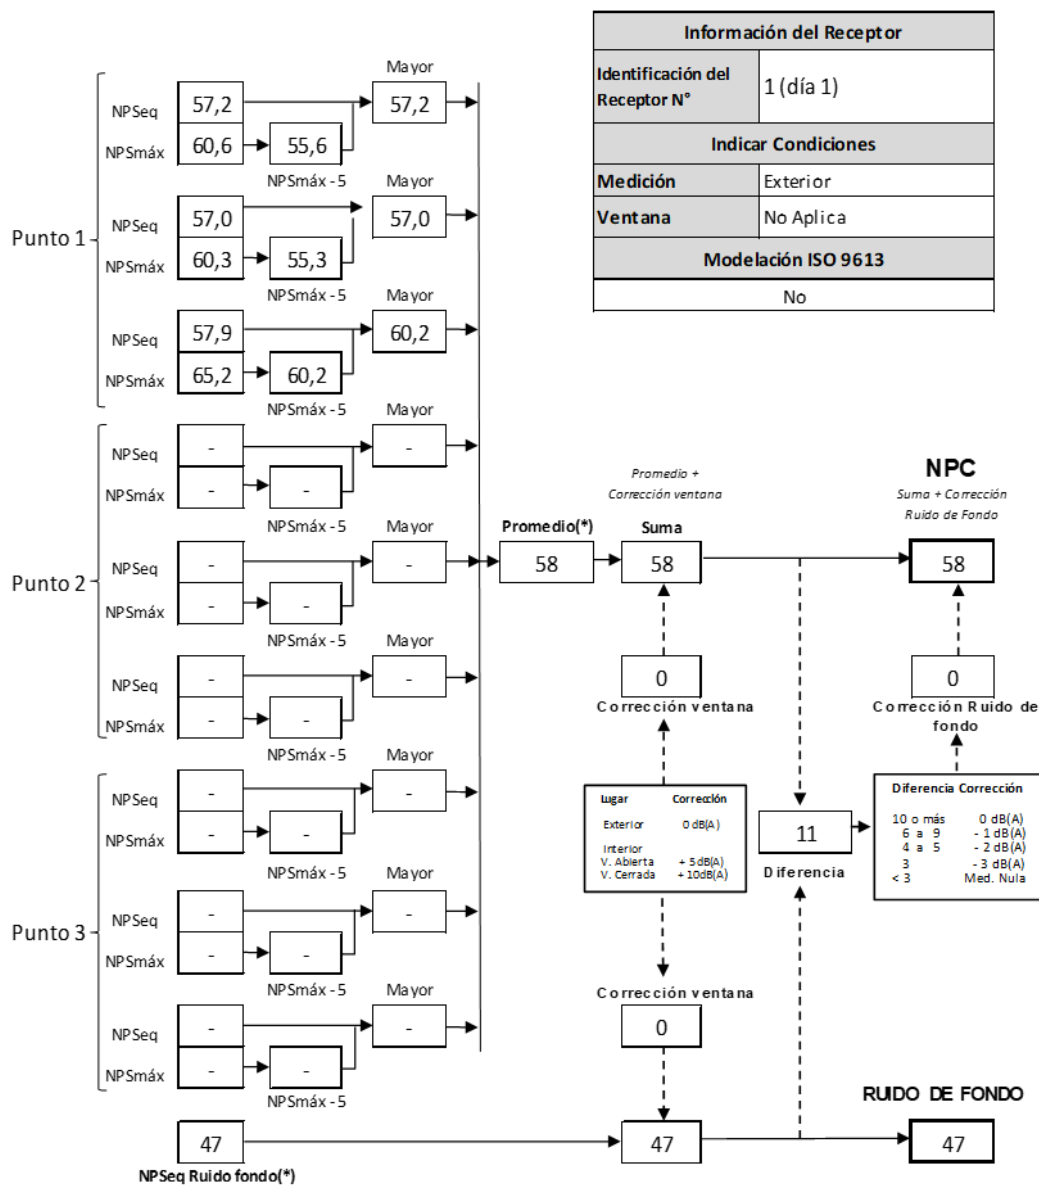 Información del Receptor
Identificación del
Receptor N°
1 (día 1)
Indicar Condiciones
Medición
Exterior
Ventana
No Aplica
Modelación ISO 9613
No
Punto 1
Mayor
NPSeq
57,2
57,2
NPSmáx
60,6
55,6
NPSmáx - 5
Mayor
NPSeq
57,0
57,0
NPSmáx
60,3
55,3
NPSmáx - 5
Mayor
NPSeq
57,9
60,2
NPSmáx
65,2
60,2
NPSmáx - 5
Punto 2
Mayor
NPSeq
-
-
NPSmáx
-
-
NPSmáx - 5
Mayor
NPSeq
-
-
NPSmáx
-
-
NPSmáx - 5
Mayor
NPSeq
-
-
NPSmáx
-
-
NPSmáx - 5
Punto 3
Mayor
NPSeq
-
-
NPSmáx
-
-
NPSmáx - 5
Mayor
NPSeq
-
-
NPSmáx
-
-
NPSmáx - 5
Mayor
NPSeq
-
-
NPSmáx
-
-
NPSmáx - 5
Promedio(*)
58
Promedio +
Corrección ventana
Suma
58
0
Corrección ventana
Lugar Corrección
Exterior 0 dB(A)
Interior
V. Abierta + 5dB(A)
V. Cerrada + 10dB(A)
Corrección ventana
0
11
Diferencia
NPC
Suma + Corrección
Ruido de Fondo
58
0
Corrección Ruido de
fondo
Diferencia Corrección
10 o más 0 dB(A)
6 a 9 - 1 dB(A)
4 a 5 - 2 dB(A)
3 - 3 dB(A)
< 3 Med. Nula
47
NPSeq Ruido fondo(*)
47
RUIDO DE FONDO
47